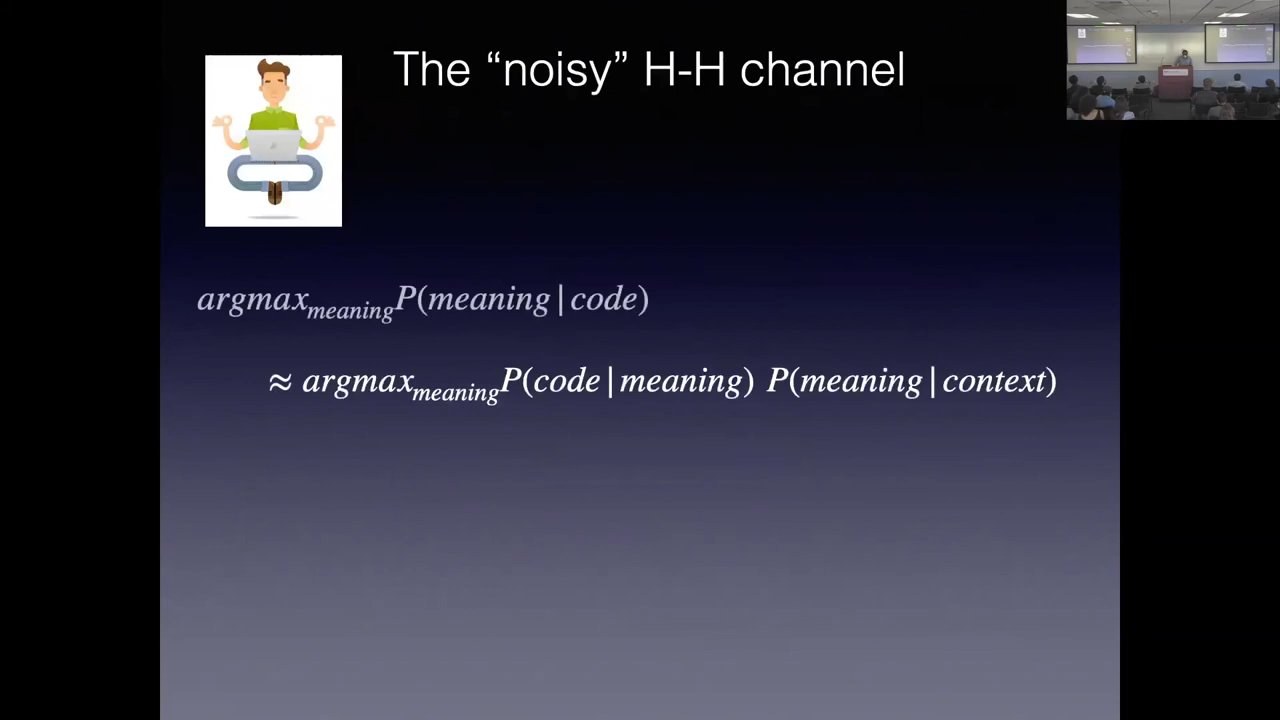 The “noisy” H-H channel
argmax_meaning P(meaning | code)
≈ argmax_meaning P(code | meaning) P(meaning | context)